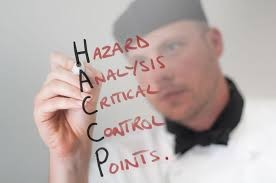 HAZARD
ANALYSIS
CRITICAL
CONTROL
POINTS.